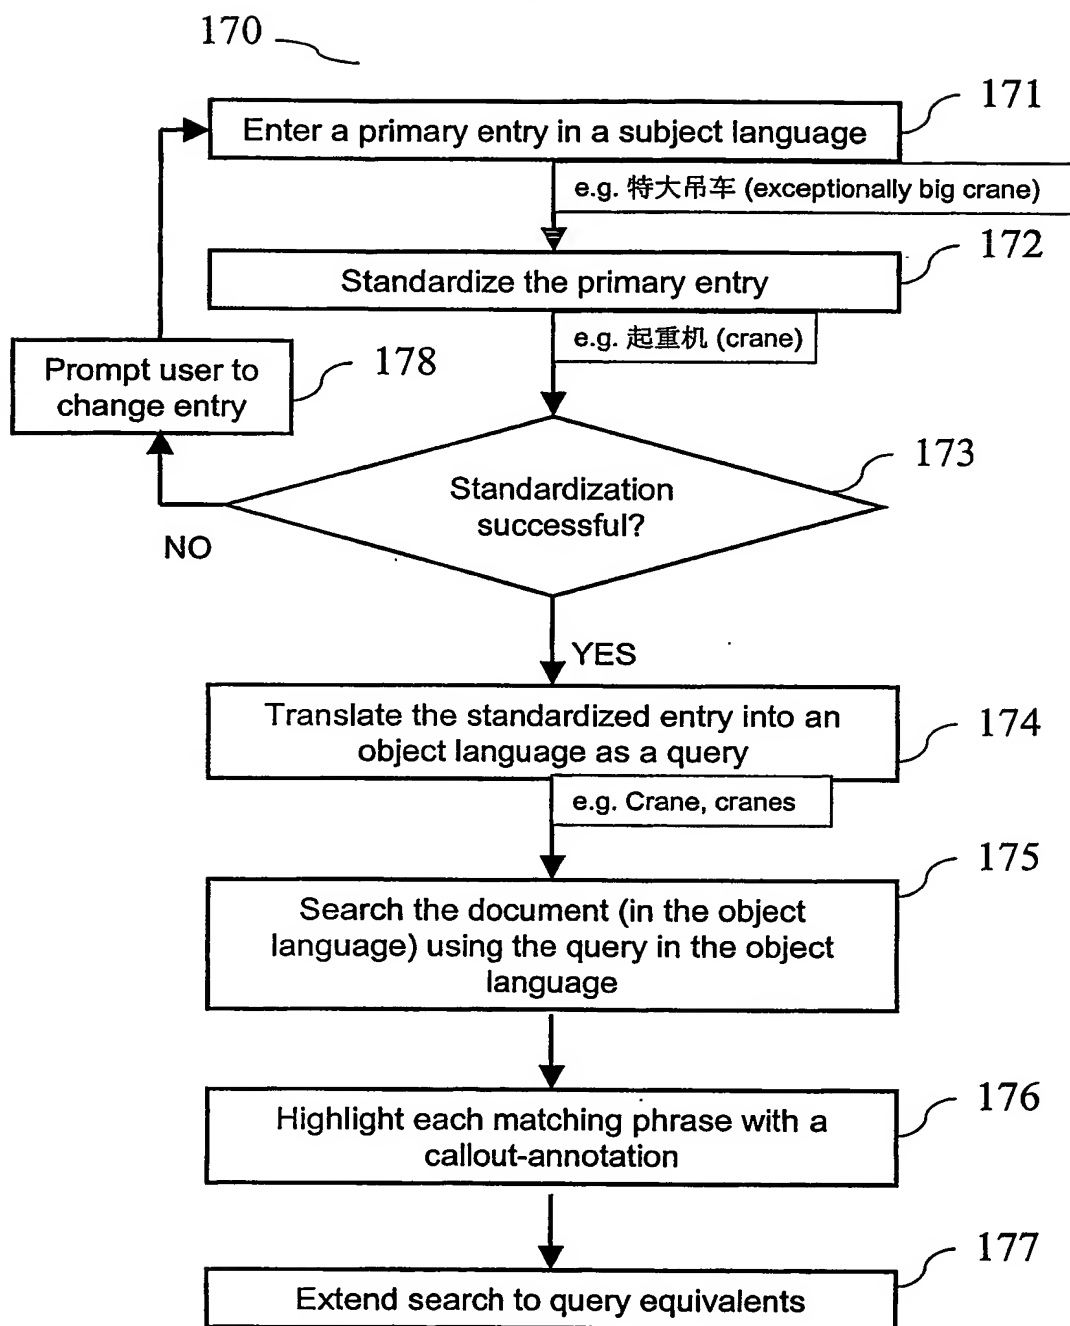 170
171
Enter a primary entry in a subject language
e.g. 特大吊车 (exceptionally big crane)
172
Standardize the primary entry
e.g. 起重机 (crane)
Prompt user to
change entry
178
173
Standardization
successful?
NO
YES
Translate the standardized entry into an
object language as a query
174
e.g. Crane, cranes
175
Search the document (in the object
language) using the query in the object
language
176
Highlight each matching phrase with a
callout-annotation
177
Extend search to query equivalents